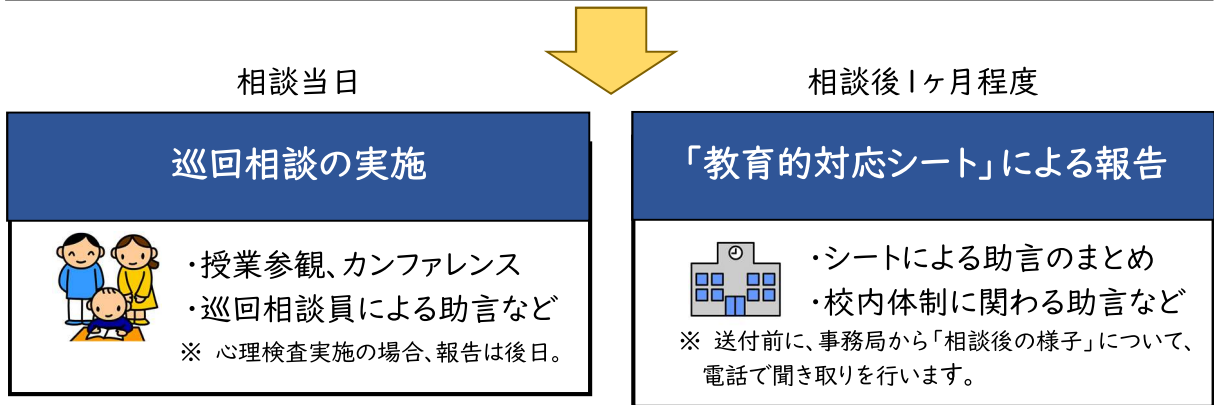 相談当日
巡回相談の実施
・授業参観、カンファレンス
・巡回相談員による助言など
※ 心理検査実施の場合、報告は後日。
相談後1ヶ月程度
「教育的対応シート」による報告
・シートによる助言のまとめ
・校内体制に関わる助言など
※ 送付前に、事務局から「相談後の様子」について、
電話で聞き取りを行います。